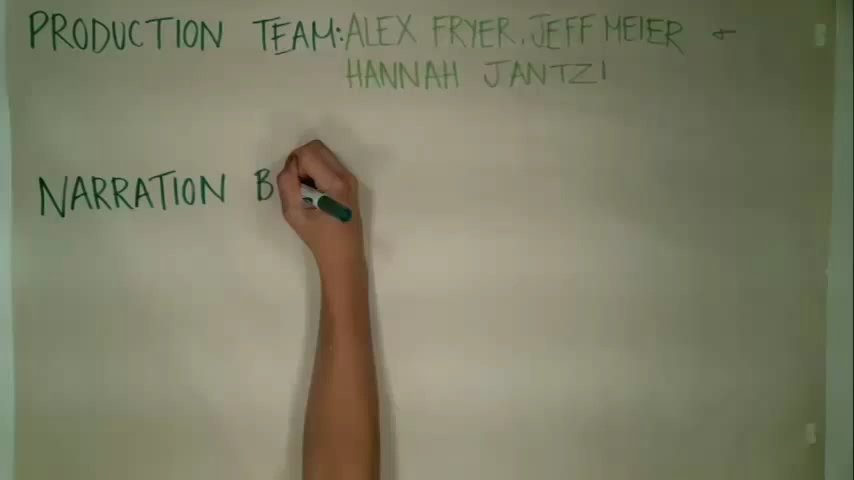 PRODUCTION TEAM: ALEX FRYER, JEFF MEIER +
HANNAH JANTZI
NARRATION B